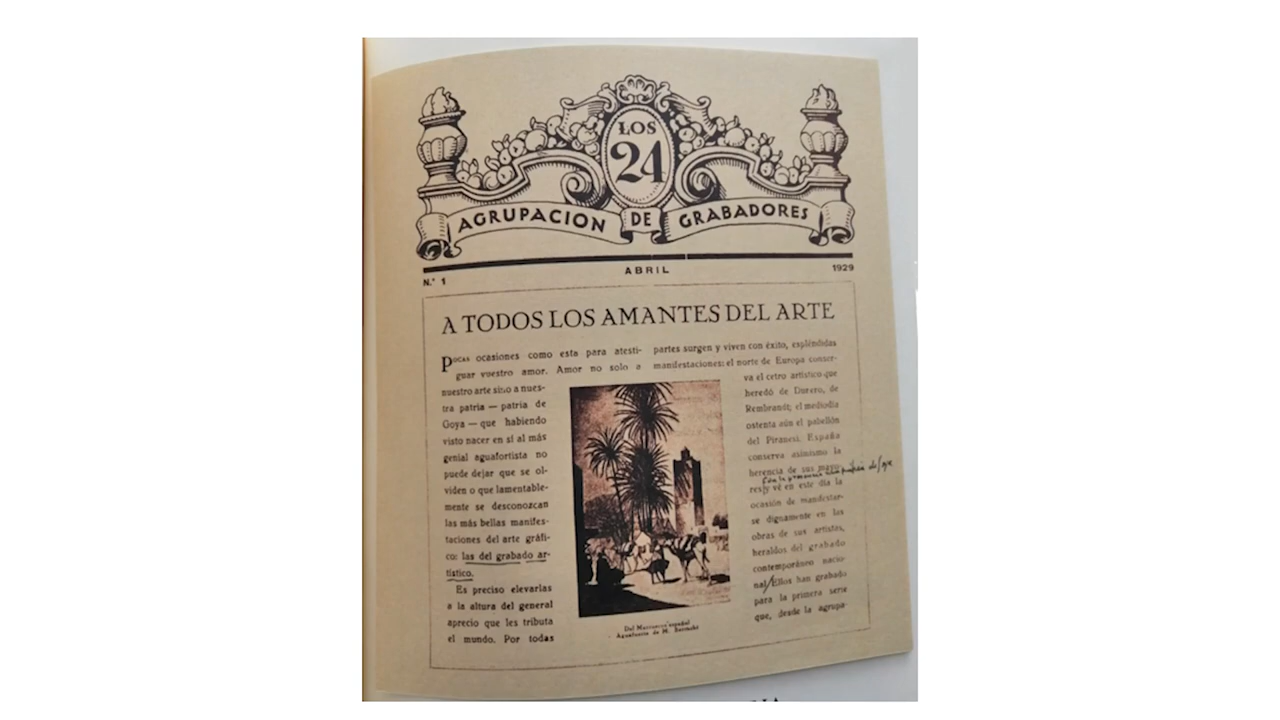 LOS
24
AGRUPACION DE GRABADORES
N.º 1 ABRIL 1929
A TODOS LOS AMANTES DEL ARTE
Pocas ocasiones como esta para atesti-
guar vuestro amor. Amor no solo a
nuestro arte sino a nues-
tra patria — patria de
Goya — que habiendo
visto nacer en sí al más
genial aguafortista no
puede dejar que se ol-
viden o que lamentable-
mente se desconozcan
las más bellas manifes-
taciones del arte gráfi-
co: las del grabado ar-
tístico.
Es preciso elevarlas
a la altura del general
aprecio que les tributa
el mundo. Por todas
partes surgen y viven con éxito, espléndidas
manifestaciones: el norte de Europa conser-
va el cetro artístico que
heredó de Durero, de
Rembrandt; el mediodía
ostenta aún el pabellón
del Piranesi. España
conserva asimismo la
herencia de sus mayo-
res y vé en este día la
ocasión de manifestar-
se dignamente en las
obras de sus artistas,
heraldos del grabado
contemporáneo nacio-
nal. Ellos han grabado
para la primera serie
que, desde la agrupa-
Del Marruecos español
Aguafuerte de M.